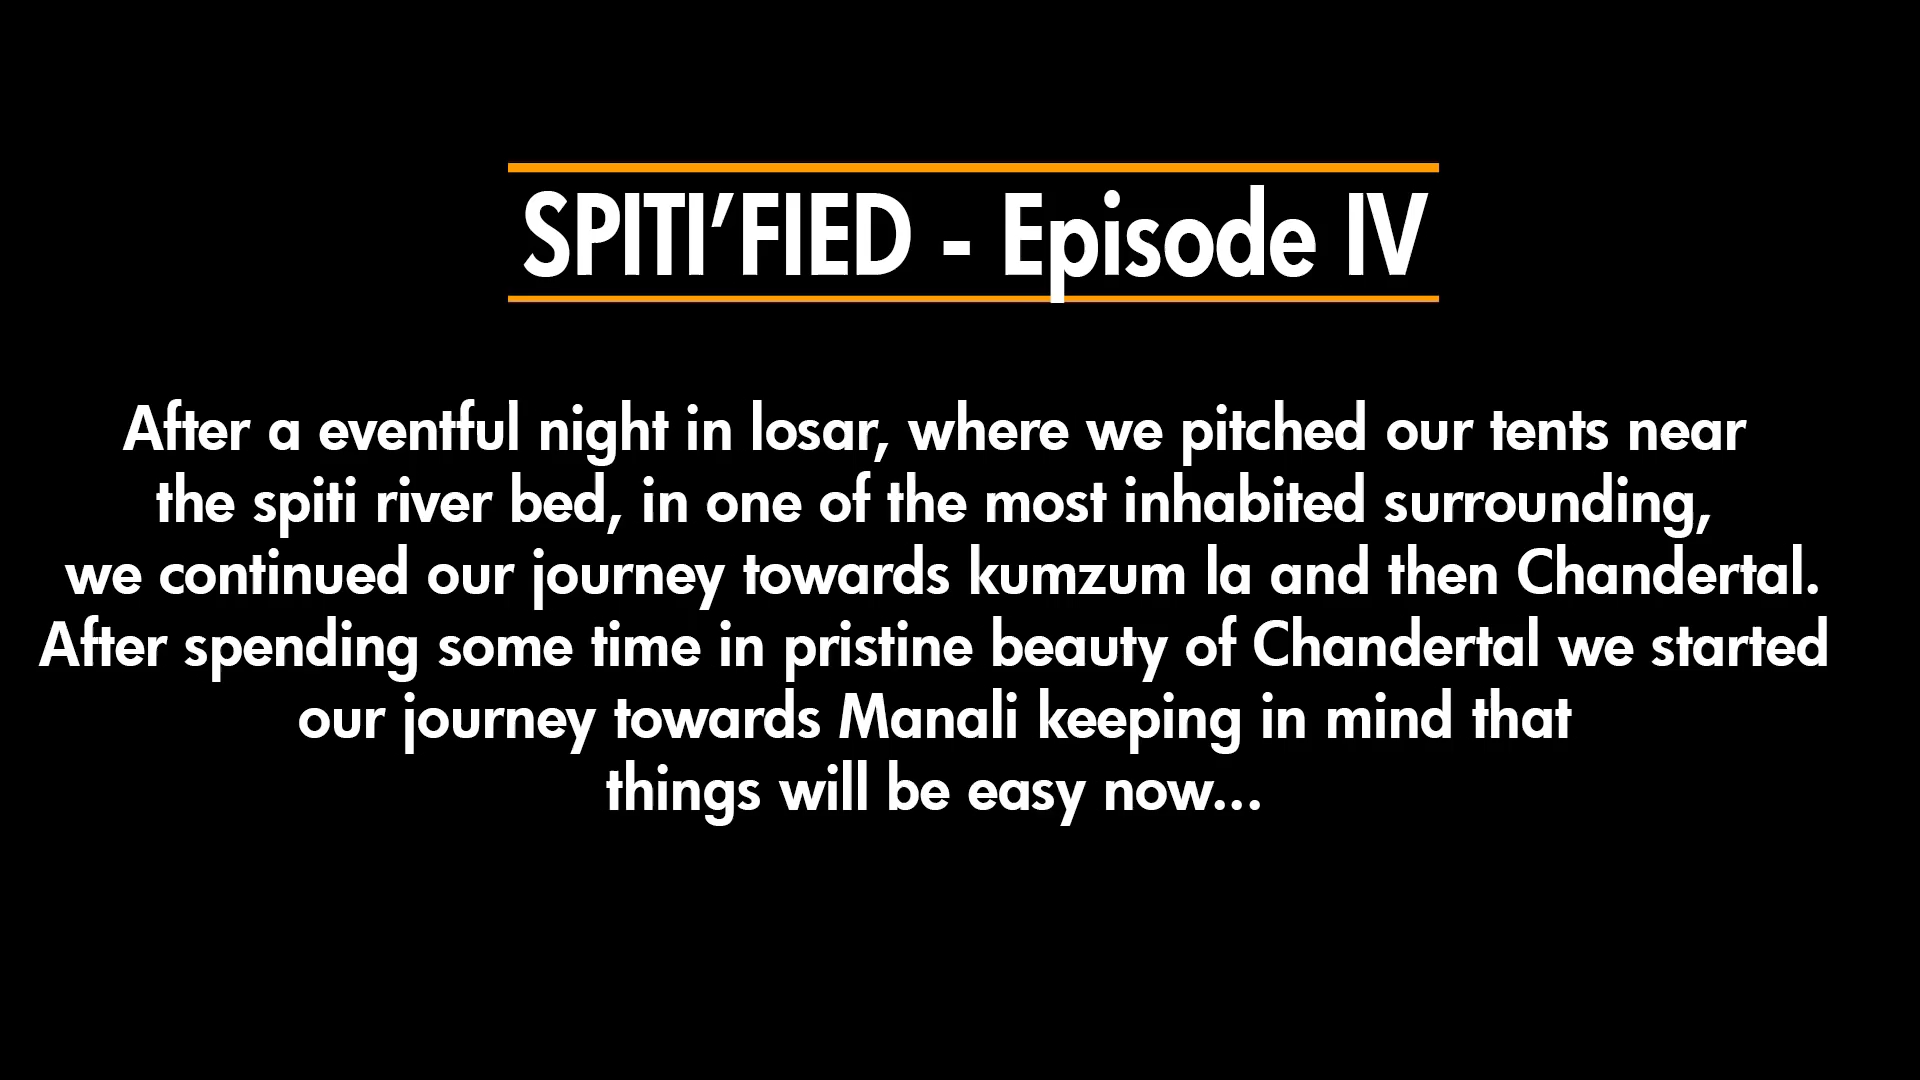 SPITI’FIED - Episode IV
After a eventful night in losar, where we pitched our tents near
the spiti river bed, in one of the most inhabited surrounding,
we continued our journey towards kumzum la and then Chandertal.
After spending some time in pristine beauty of Chandertal we started
our journey towards Manali keeping in mind that
things will be easy now...